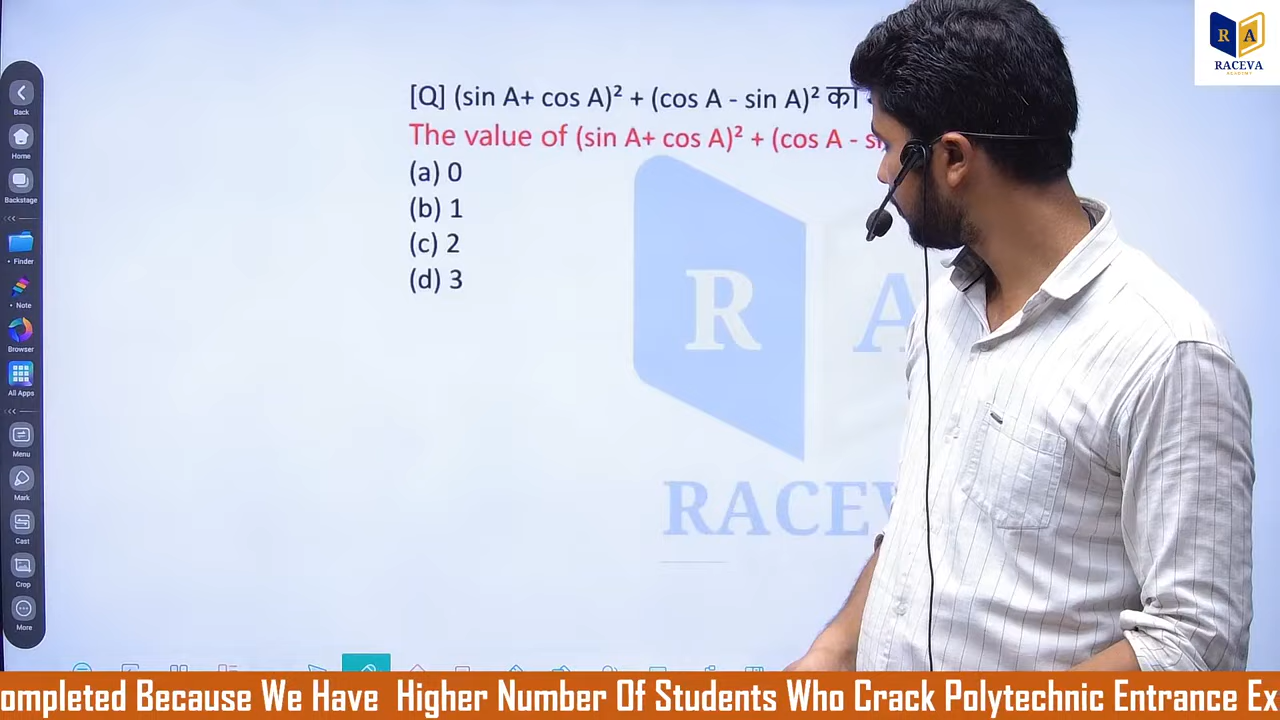 [Q] (sin A+ cos A)² + (cos A - sin A)² का
The value of (sin A+ cos A)² + (cos A -
(a) 0
(b) 1
(c) 2
(d) 3
R A
RACEVA
ACADEMY
R A
Back
Home
Backstage
Finder
Note
Browser
All Apps
Menu
Mark
Cast
Crop
More
Completed Because We Have Higher Number Of Students Who Crack Polytechnic Entrance